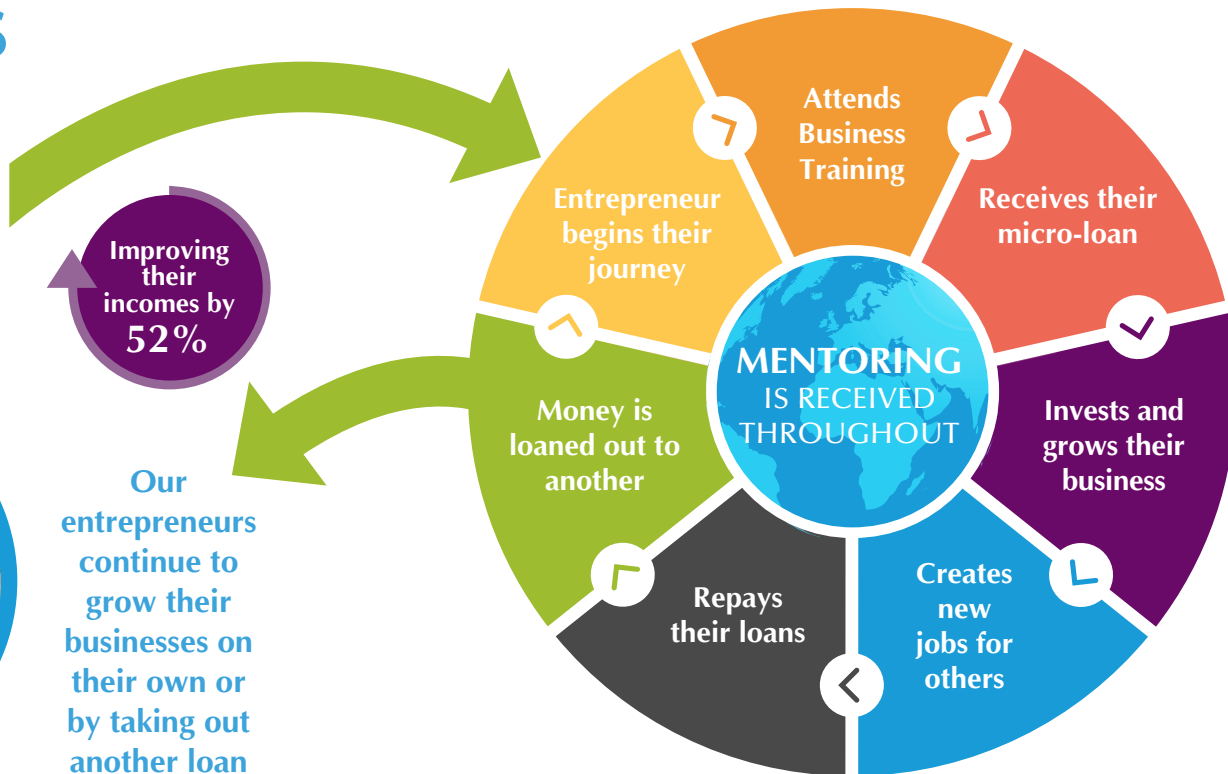 S
Improving
their
incomes by
52%
Our
entrepreneurs
continue to
grow their
businesses on
their own or
by taking out
another loan
Entrepreneur
begins their
journey
Attends
Business
Training
Receives their
micro-loan
Invests and
grows their
business
Creates
new
jobs for
others
Repays
their loans
Money is
loaned out to
another
MENTORING
IS RECEIVED
THROUGHOUT